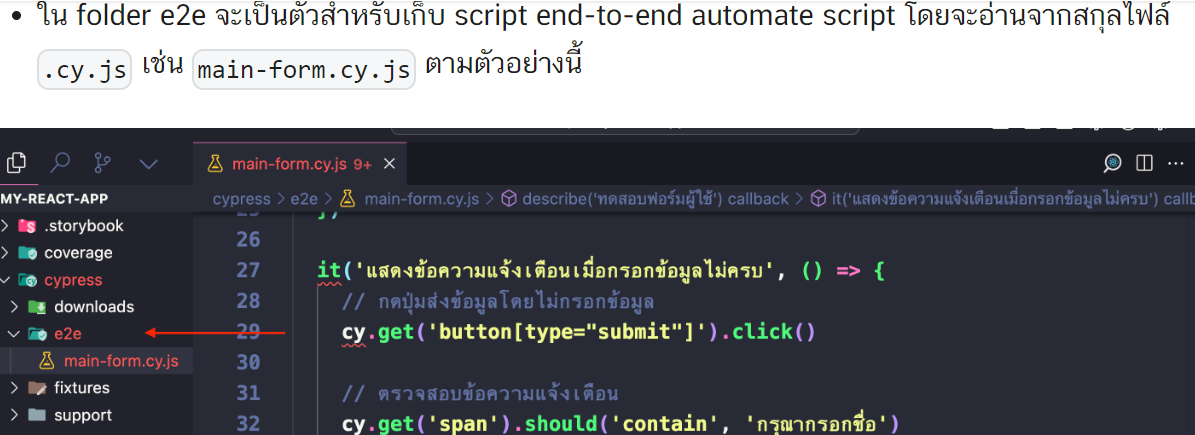 ใน folder e2e จะเป็นตัวสำหรับเก็บ script end-to-end automate script โดยจะอ่านจากสกุลไฟล์
.cy.js เช่น main-form.cy.js ตามตัวอย่างนี้
main-form.cy.js 9+
MY-REACT-APP
cypress > e2e > main-form.cy.js > describe('ทดสอบฟอร์มผู้ใช้') callback > it('แสดงข้อความแจ้งเตือนเมื่อกรอกข้อมูลไม่ครบ') callb
.storybook
coverage
cypress
downloads
e2e
main-form.cy.js
fixtures
support
26
27 it('แสดงข้อความแจ้งเตือนเมื่อกรอกข้อมูลไม่ครบ', () => {
28 // กดปุ่มส่งข้อมูลโดยไม่กรอกข้อมูล
29 cy.get('button[type="submit"]').click()
30
31 // ตรวจสอบข้อความแจ้งเตือน
32 cy.get('span').should('contain', 'กรุณากรอกชื่อ')